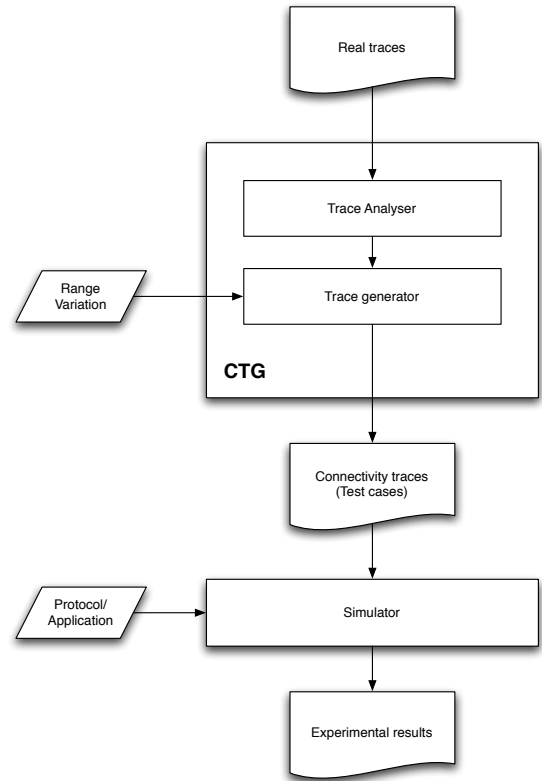 Real traces
Trace Analyser
Range
Variation
Trace generator
CTG
Connectivity traces
(Test cases)
Protocol/
Application
Simulator
Experimental results